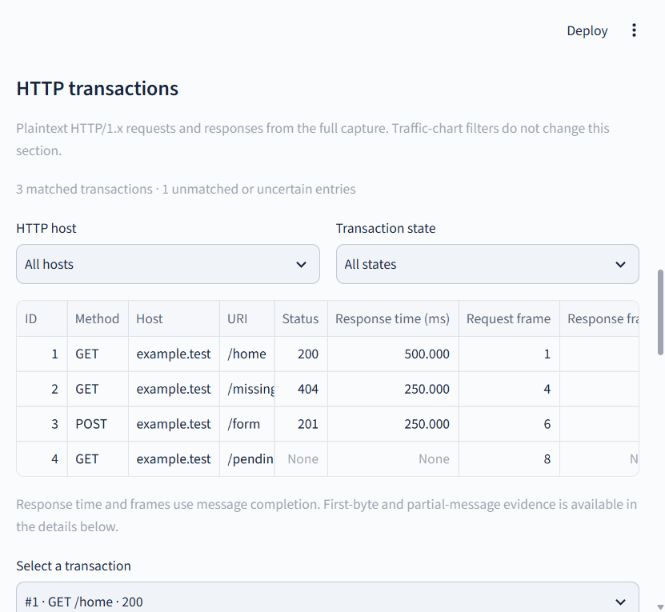 Deploy
HTTP transactions
Plaintext HTTP/1.x requests and responses from the full capture. Traffic-chart filters do not change this
section.
3 matched transactions · 1 unmatched or uncertain entries
HTTP host Transaction state
All hosts All states
ID Method Host URI Status Response time (ms) Request frame Response fra
1 GET example.test /home 200 500.000 1
2 GET example.test /missing 404 250.000 4
3 POST example.test /form 201 250.000 6
4 GET example.test /pendin None None 8 N
Response time and frames use message completion. First-byte and partial-message evidence is available in
the details below.
Select a transaction
#1 · GET /home · 200